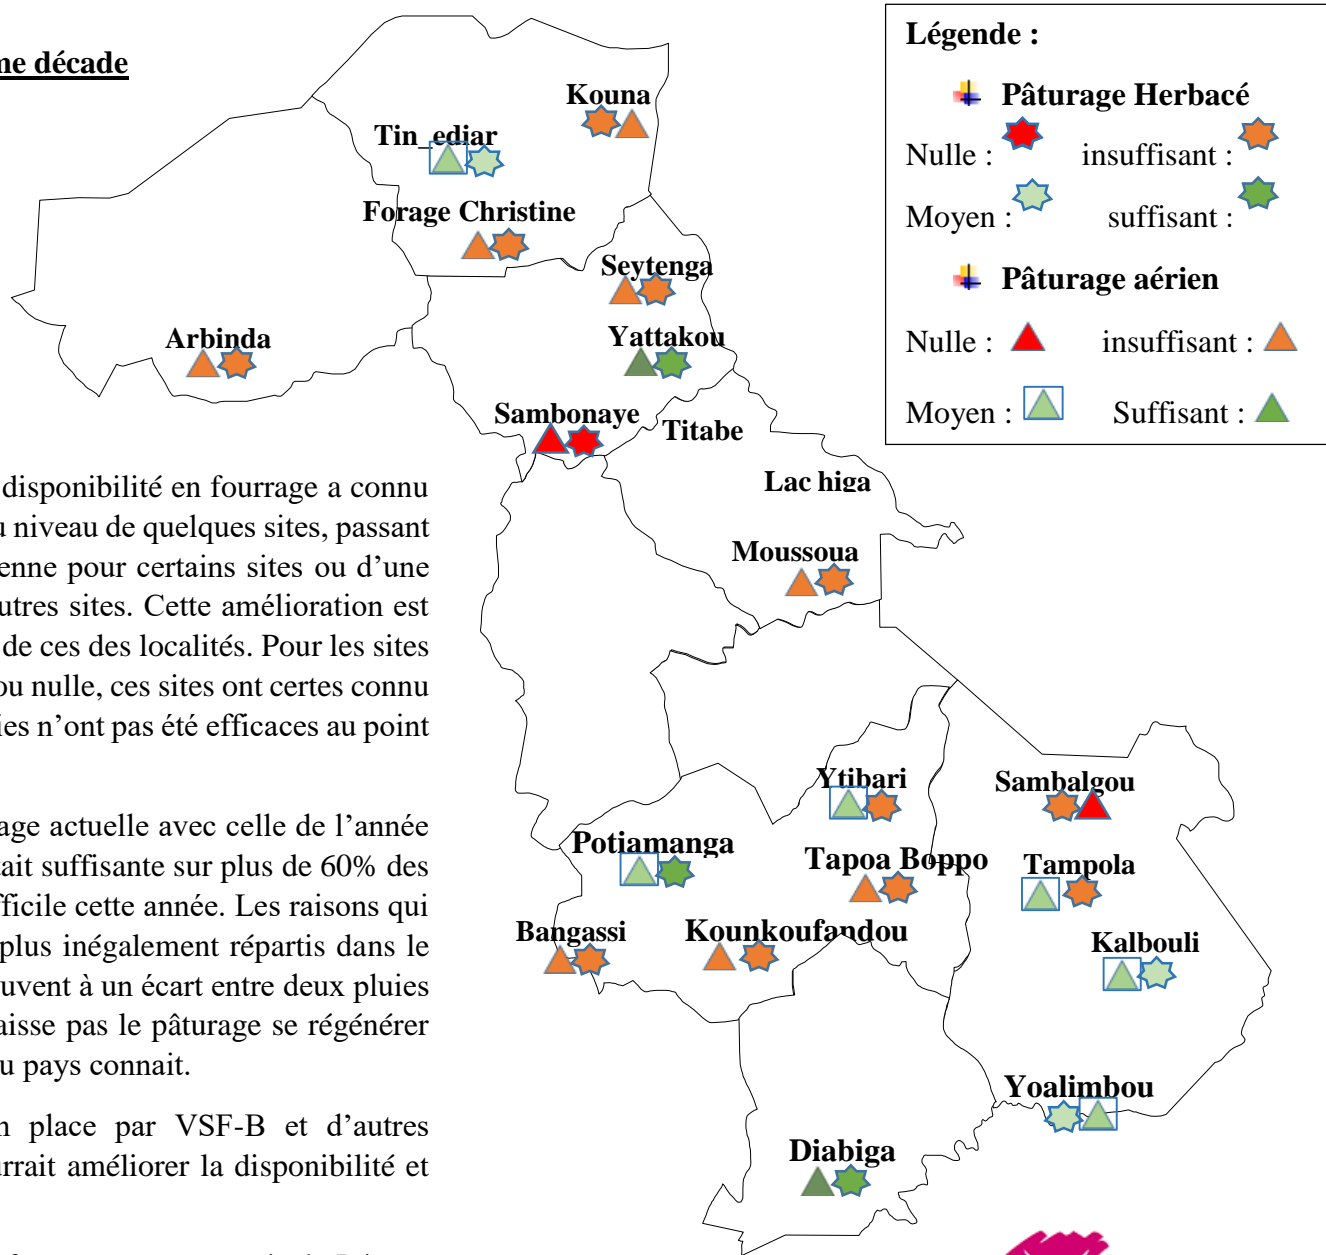 me décade
Légende :
Pâturage Herbacé
Nulle : insuffisant :
Moyen : suffisant :
Pâturage aérien
Nulle : insuffisant :
Moyen : Suffisant :
Kouna
Tin_ediar
Forage Christine
Seytenga
Arbinda
Yattakou
Sambonaye
Titabe
Lac higa
Moussoua
disponibilité en fourrage a connu
u niveau de quelques sites, passant
enne pour certains sites ou d’une
utres sites. Cette amélioration est
de ces des localités. Pour les sites
ou nulle, ces sites ont certes connu
ies n’ont pas été efficaces au point
age actuelle avec celle de l’année
tait suffisante sur plus de 60% des
fficile cette année. Les raisons qui
plus inégalement répartis dans le
uvent à un écart entre deux pluies
aisse pas le pâturage se régénérer
u pays connait.
n place par VSF-B et d’autres
urrait améliorer la disponibilité et
Ytibari
Sambalgou
Potiamanga
Tapoa Boppo
Tampola
Bangassi
Kounkoufandou
Kalbouli
Yoalimbou
Diabiga